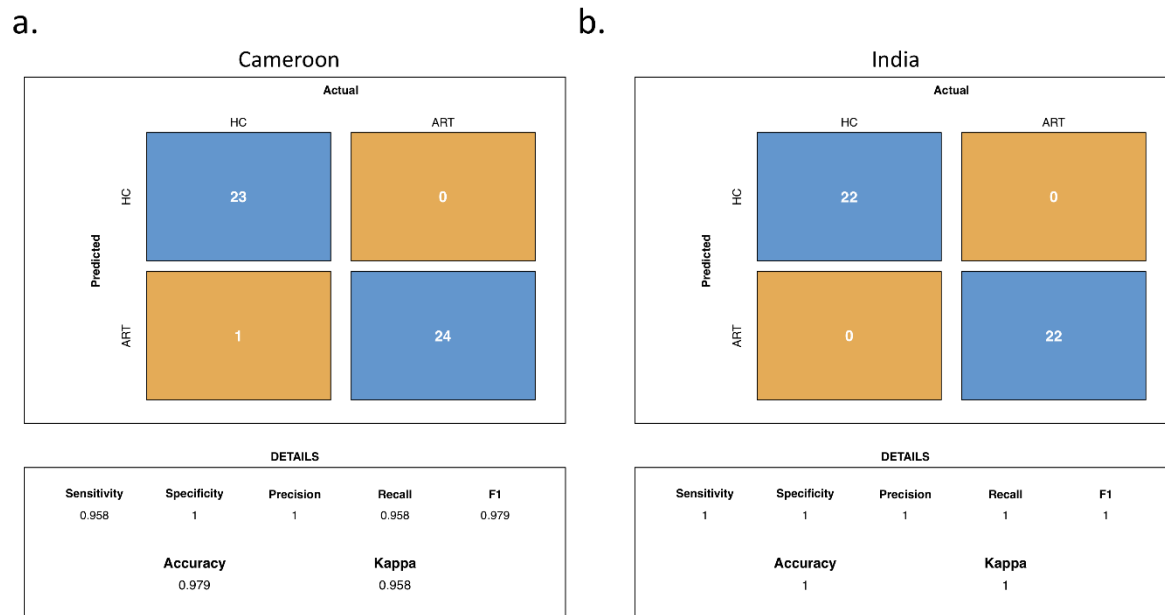 a.
Cameroon
Actual
HC ART
Predicted
HC
23 0
ART
1 24
DETAILS
Sensitivity Specificity Precision Recall F1
0.958 1 1 0.958 0.979
Accuracy Kappa
0.979 0.958
b.
India
Actual
HC ART
Predicted
HC
22 0
ART
0 22
DETAILS
Sensitivity Specificity Precision Recall F1
1 1 1 1 1
Accuracy Kappa
1 1